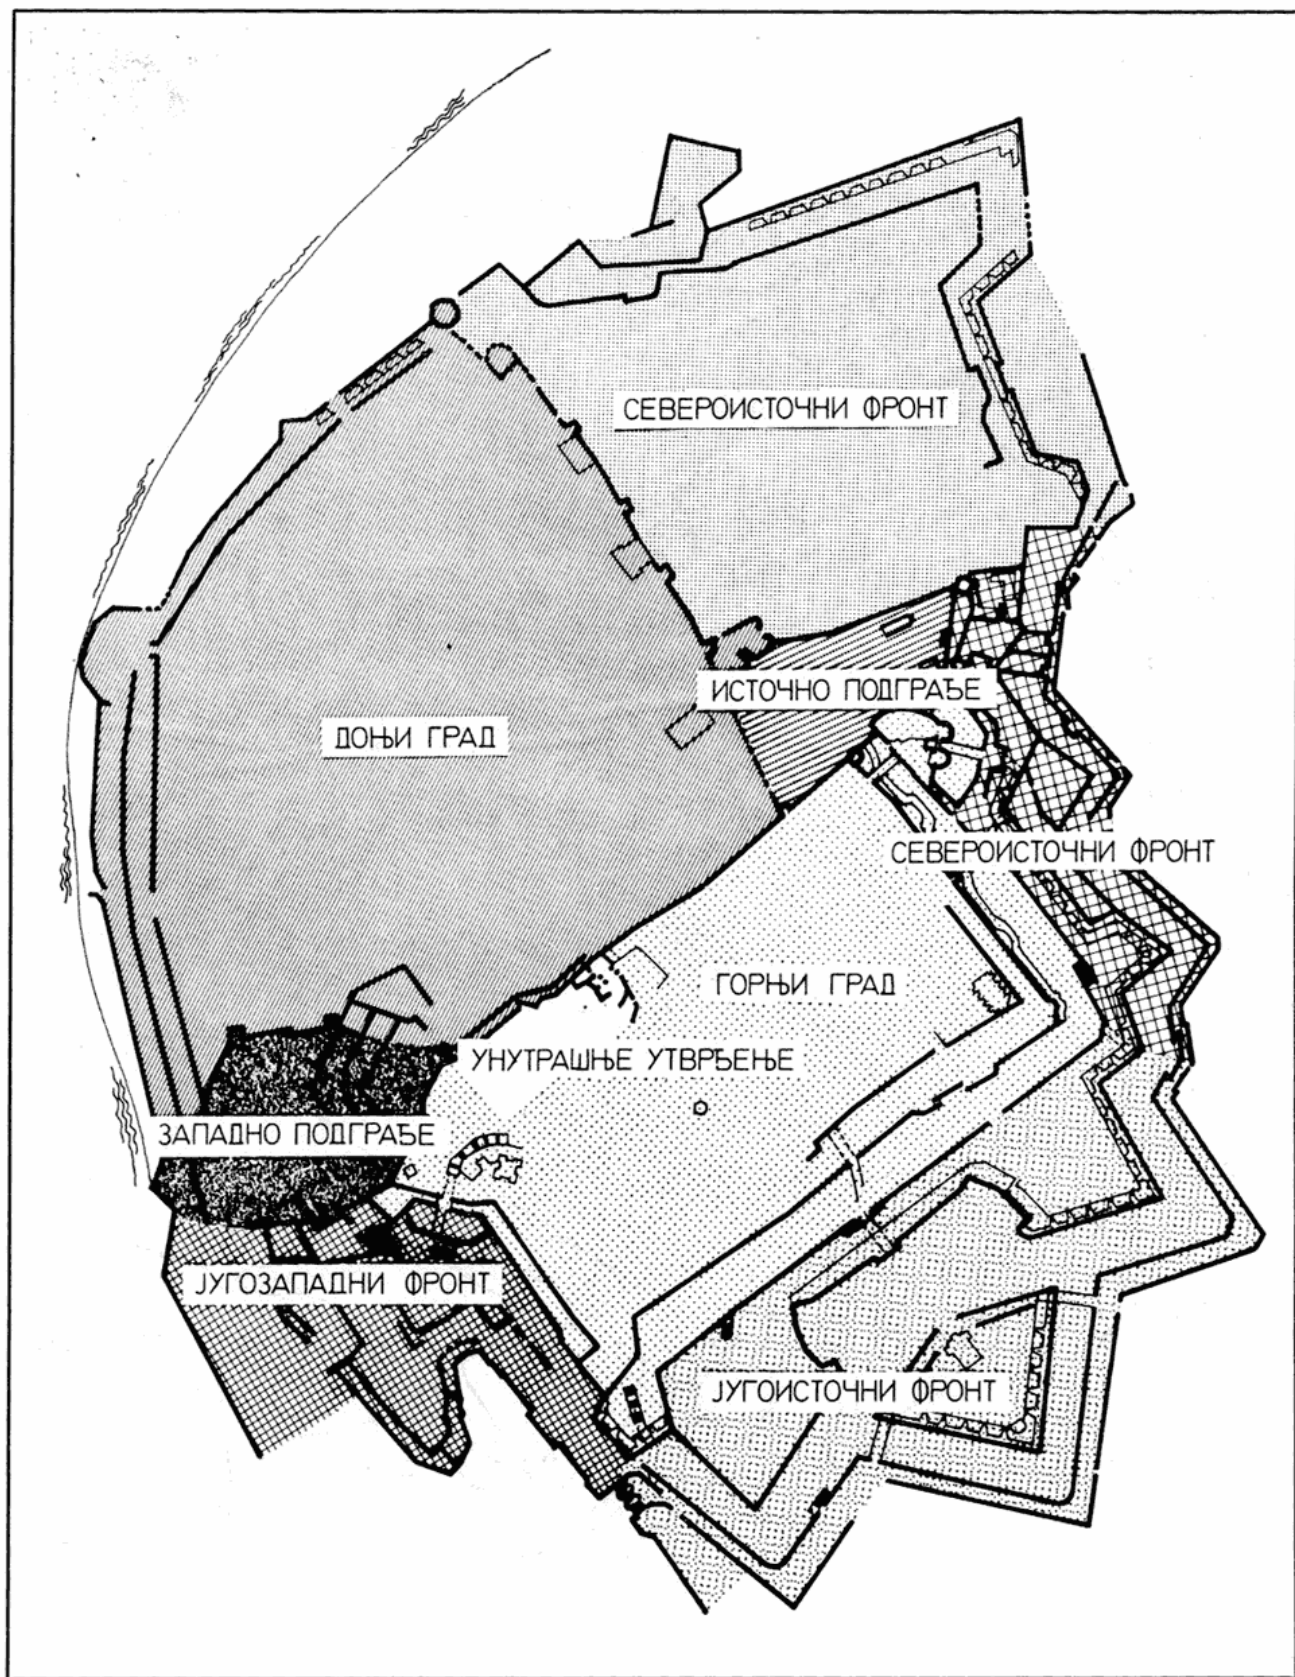 СЕВЕРОИСТОЧНИ ФРОНТ
ИСТОЧНО ПОДГРАЂЕ
ДОЊИ ГРАД
СЕВЕРОИСТОЧНИ ФРОНТ
ГОРЊИ ГРАД
УНУТРАШЊЕ УТВРЂЕЊЕ
ЗАПАДНО ПОДГРАЂЕ
ЈУГОЗАПАДНИ ФРОНТ
ЈУГОИСТОЧНИ ФРОНТ